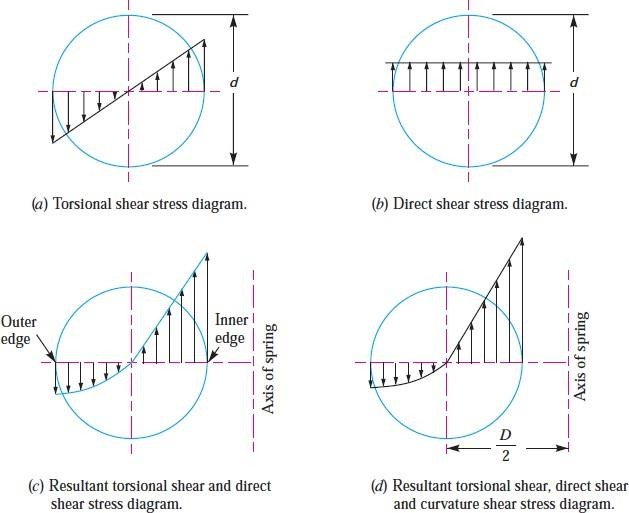 d
d
(a) Torsional shear stress diagram.
(b) Direct shear stress diagram.
Outer
edge
Inner
edge
Axis of spring
Axis of spring
D
2
(c) Resultant torsional shear and direct
shear stress diagram.
(d) Resultant torsional shear, direct shear
and curvature shear stress diagram.